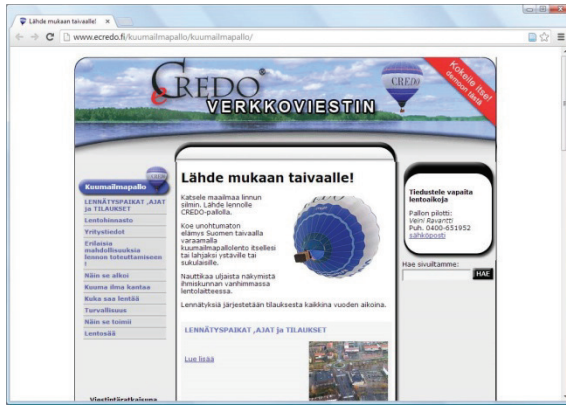 Lähde mukaan taivaalle!
www.ecredo.fi/kuumailmapallo/kuumailmapallo/
eCREDO®
VERKKOVIESTIN
CREDO
Kokeile itse!
demoon tästä
Kuumailmapallo
LENNÄTYSPAIKAT ,AJAT
ja TILAUKSET
Lentohinnasto
Yritystiedot
Erilaisia
mahdollisuuksia
lennon toteuttamiseen
!
Näin se alkoi
Kuuma ilma kantaa
Kuka saa lentää
Turvallisuus
Näin se toimii
Lentosää
Viestintäratkaisuna
Lähde mukaan taivaalle!
Katsele maailmaa linnun
silmin. Lähde lennolle
CREDO-pallolla.
Koe unohtumaton
elämys Suomen taivaalla
varaamalla
kuumailmapallolento itsellesi
tai lahjaksi ystäville tai
sukulaisille.
Nauttikaa uljaista näkymistä
ihmiskunnan vanhimmassa
lentolaitteessa.
Lennätyksiä järjestetään tilauksesta kaikkina vuoden aikoina.
LENNÄTYSPAIKAT ,AJAT ja TILAUKSET
Lue lisää
Tiedustele vapaita
lentoaikoja
Pallon pilotti:
Veini Ravantti
Puh. 0400-651952
sähköposti
Hae sivuiltamme:
HAE